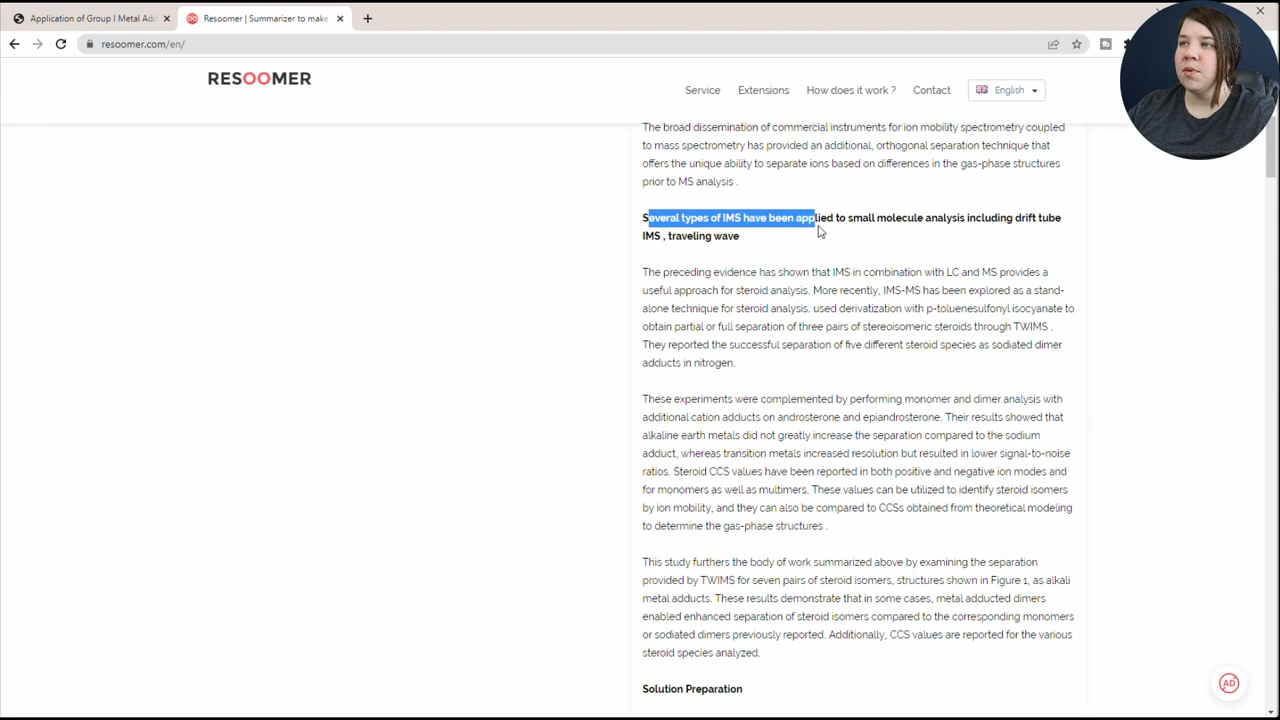 Application of Group I Metal Add
Resoomer | Summarizer to make
resoomer.com/en/
RESOOMER
Service
Extensions
How does it work ?
Contact
English
The broad dissemination of commercial instruments for ion mobility spectrometry coupled
to mass spectrometry has provided an additional, orthogonal separation technique that
offers the unique ability to separate ions based on differences in the gas-phase structures
prior to MS analysis .
Several types of IMS have been applied to small molecule analysis including drift tube
IMS , traveling wave
The preceding evidence has shown that IMS in combination with LC and MS provides a
useful approach for steroid analysis. More recently, IMS-MS has been explored as a stand-
alone technique for steroid analysis. used derivatization with p-toluenesulfonyl isocyanate to
obtain partial or full separation of three pairs of stereoisomeric steroids through TWIMS .
They reported the successful separation of five different steroid species as sodiated dimer
adducts in nitrogen.
These experiments were complemented by performing monomer and dimer analysis with
additional cation adducts on androsterone and epiandrosterone. Their results showed that
alkaline earth metals did not greatly increase the separation compared to the sodium
adduct, whereas transition metals increased resolution but resulted in lower signal-to-noise
ratios. Steroid CCS values have been reported in both positive and negative ion modes and
for monomers as well as multimers. These values can be utilized to identify steroid isomers
by ion mobility, and they can also be compared to CCSs obtained from theoretical modeling
to determine the gas-phase structures .
This study furthers the body of work summarized above by examining the separation
provided by TWIMS for seven pairs of steroid isomers, structures shown in Figure 1, as alkali
metal adducts. These results demonstrate that in some cases, metal adducted dimers
enabled enhanced separation of steroid isomers compared to the corresponding monomers
or sodiated dimers previously reported. Additionally, CCS values are reported for the various
steroid species analyzed.
Solution Preparation
AD